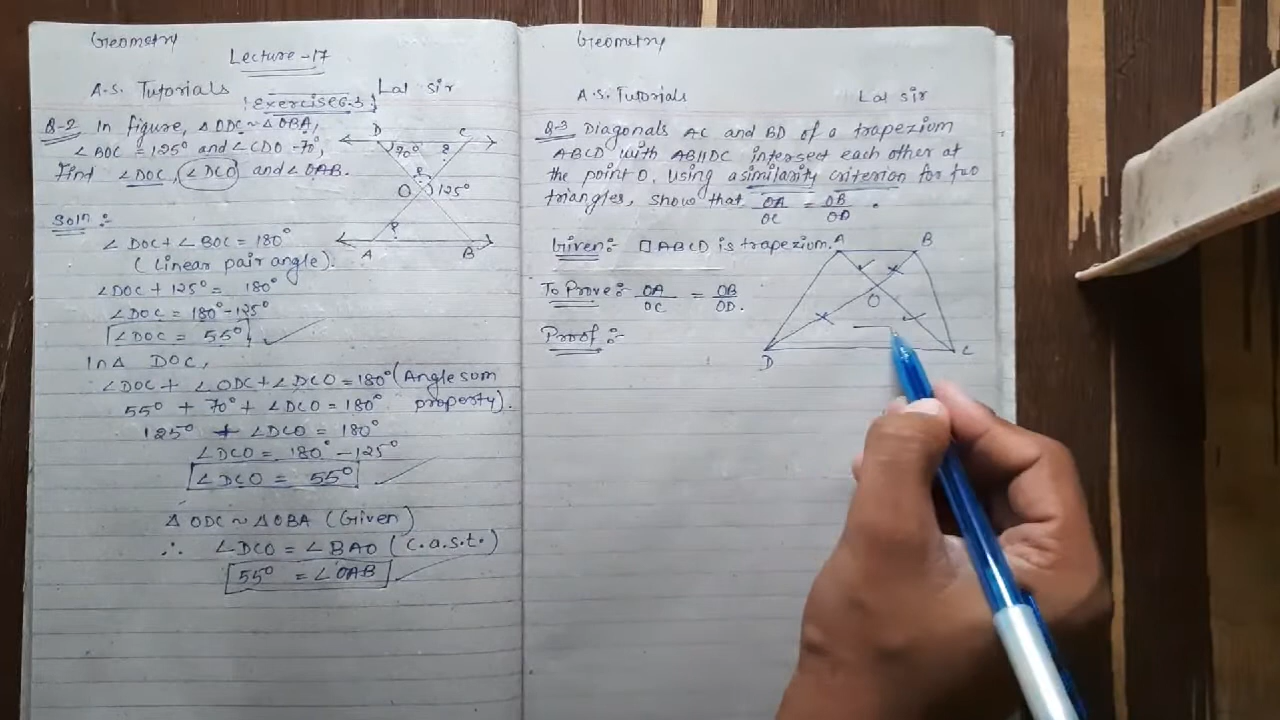 Geometry
Lecture-17
A.S. Tutorials Lal sir
[Exercise 6.3]
Q-2 In figure, △ODC ~ △OBA,
∠BOC = 125° and ∠CDO = 70°,
Find ∠DOC, ∠DCO and ∠OAB.
D C
70° ?
?
O 125°
?
A B
Soln :-
∠DOC + ∠BOC = 180°
(Linear pair angle).
∠DOC + 125° = 180°
∠DOC = 180° - 125°
∠DOC = 55°
In △ DOC,
∠DOC + ∠ODC + ∠DCO = 180° (Angle sum
55° + 70° + ∠DCO = 180° property).
125° + ∠DCO = 180°
∠DCO = 180° - 125°
∠DCO = 55°
△ODC ~ △OBA (Given)
∴ ∠DCO = ∠BAO (C.a.s.t.)
55° = ∠OAB
Geometry
A.S. Tutorials Lal sir
Q-3 Diagonals AC and BD of a trapezium
ABCD with AB||DC intersect each other at
the point O. Using a similarity criterion for two
triangles, show that OA/OC = OB/OD.
Given:- □ABCD is trapezium.
To Prove:- OA/OC = OB/OD.
Proof:-
A B
O
D C